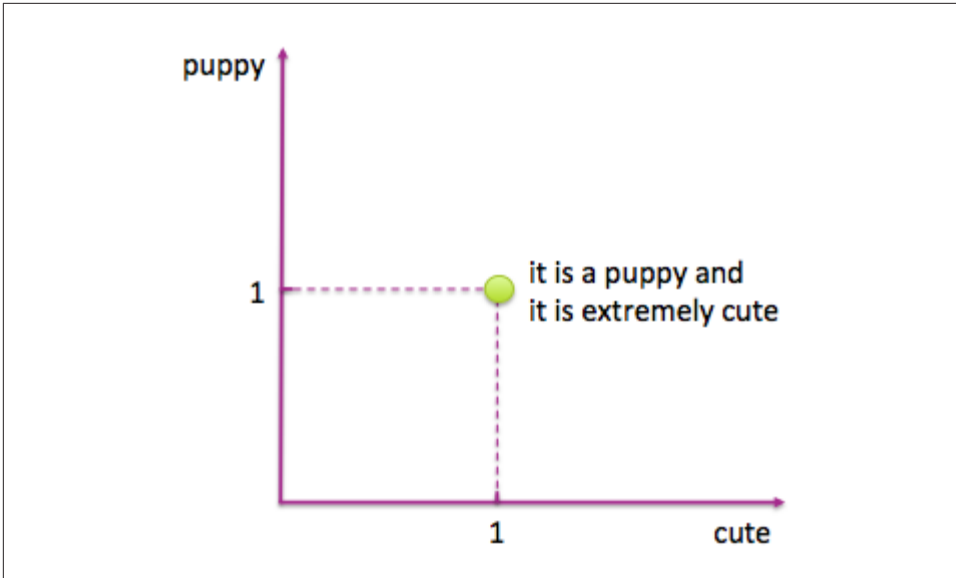 puppy
it is a puppy and
it is extremely cute
1
1
cute